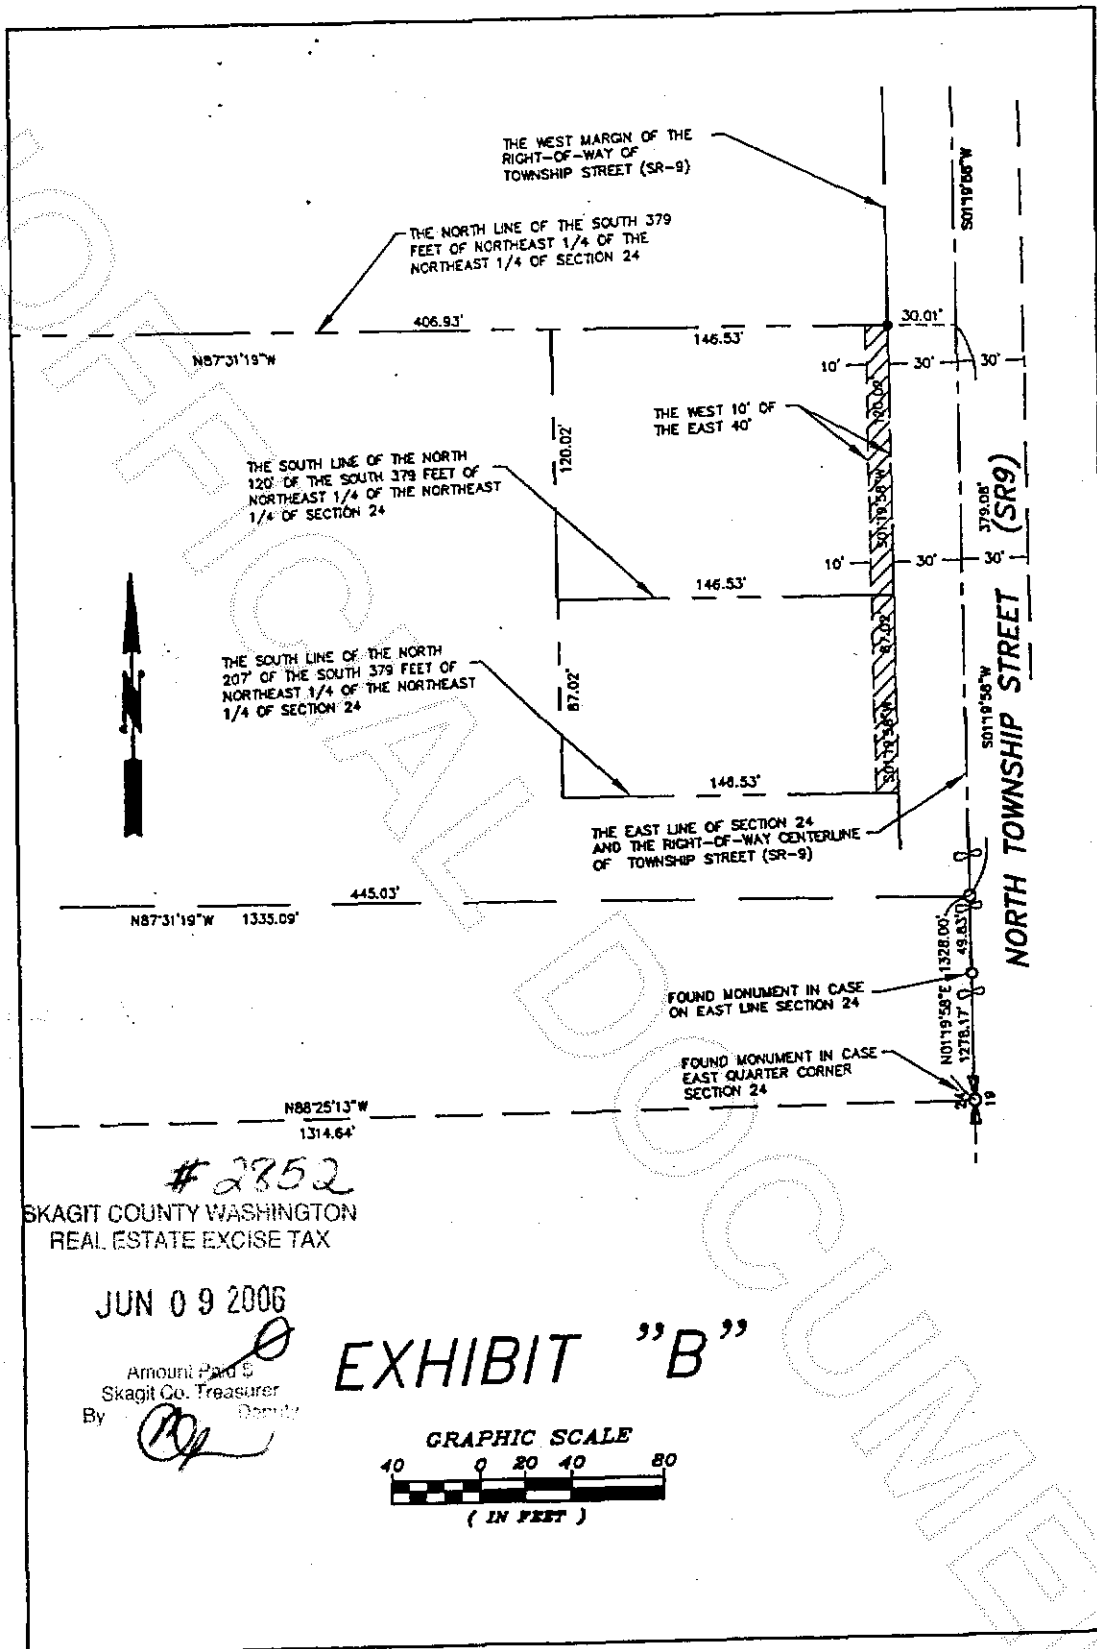 THE WEST MARGIN OF THE
RIGHT-OF-WAY OF
TOWNSHIP STREET (SR-9)
S01°19'58"W
THE NORTH LINE OF THE SOUTH 379
FEET OF NORTHEAST 1/4 OF THE
NORTHEAST 1/4 OF SECTION 24
406.93'
146.53'
30.01'
N87°31'19"W
10'
30'
30'
120.02
THE WEST 10' OF
THE EAST 40'
120.02'
THE SOUTH LINE OF THE NORTH
120' OF THE SOUTH 379 FEET OF
NORTHEAST 1/4 OF THE NORTHEAST
1/4 OF SECTION 24
S01°19'58"W
379.08'
10'
30'
30'
146.53'
87.02
THE SOUTH LINE OF THE NORTH
207' OF THE SOUTH 379 FEET OF
NORTHEAST 1/4 OF THE NORTHEAST
1/4 OF SECTION 24
87.02'
S01°19'58"W
S01°19'58"W
NORTH TOWNSHIP STREET (SR9)
146.53'
THE EAST LINE OF SECTION 24
AND THE RIGHT-OF-WAY CENTERLINE
OF TOWNSHIP STREET (SR-9)
445.03'
N87°31'19"W 1335.09'
N01°19'58"E 1328.00'
49.83'
1278.17'
FOUND MONUMENT IN CASE
ON EAST LINE SECTION 24
FOUND MONUMENT IN CASE
EAST QUARTER CORNER
SECTION 24
24
19
N88°25'13"W
1314.64'
# 2852
SKAGIT COUNTY WASHINGTON
REAL ESTATE EXCISE TAX
JUN 09 2006
0
Amount Paid $
Skagit Co. Treasurer
By Deputy
EXHIBIT "B"
GRAPHIC SCALE
40 0 20 40 80
( IN FEET )
N
UNOFFICIAL DOCUMENT